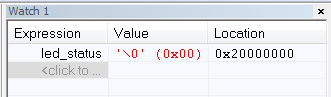 Watch 1
Expression Value Location
led_status '\0' (0x00) 0x20000000
<click to ...